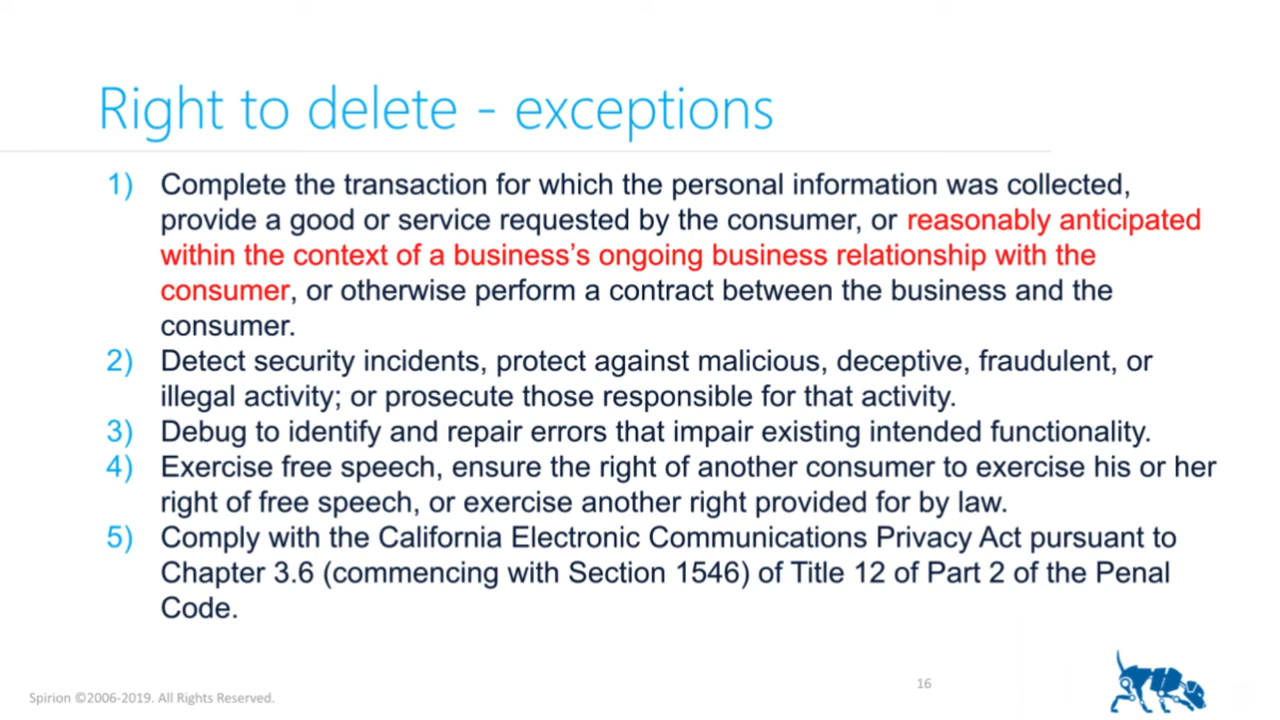 Right to delete - exceptions
1) Complete the transaction for which the personal information was collected,
provide a good or service requested by the consumer, or reasonably anticipated
within the context of a business’s ongoing business relationship with the
consumer, or otherwise perform a contract between the business and the
consumer.
2) Detect security incidents, protect against malicious, deceptive, fraudulent, or
illegal activity; or prosecute those responsible for that activity.
3) Debug to identify and repair errors that impair existing intended functionality.
4) Exercise free speech, ensure the right of another consumer to exercise his or her
right of free speech, or exercise another right provided for by law.
5) Comply with the California Electronic Communications Privacy Act pursuant to
Chapter 3.6 (commencing with Section 1546) of Title 12 of Part 2 of the Penal
Code.
Spirion ©2006-2019. All Rights Reserved.
16